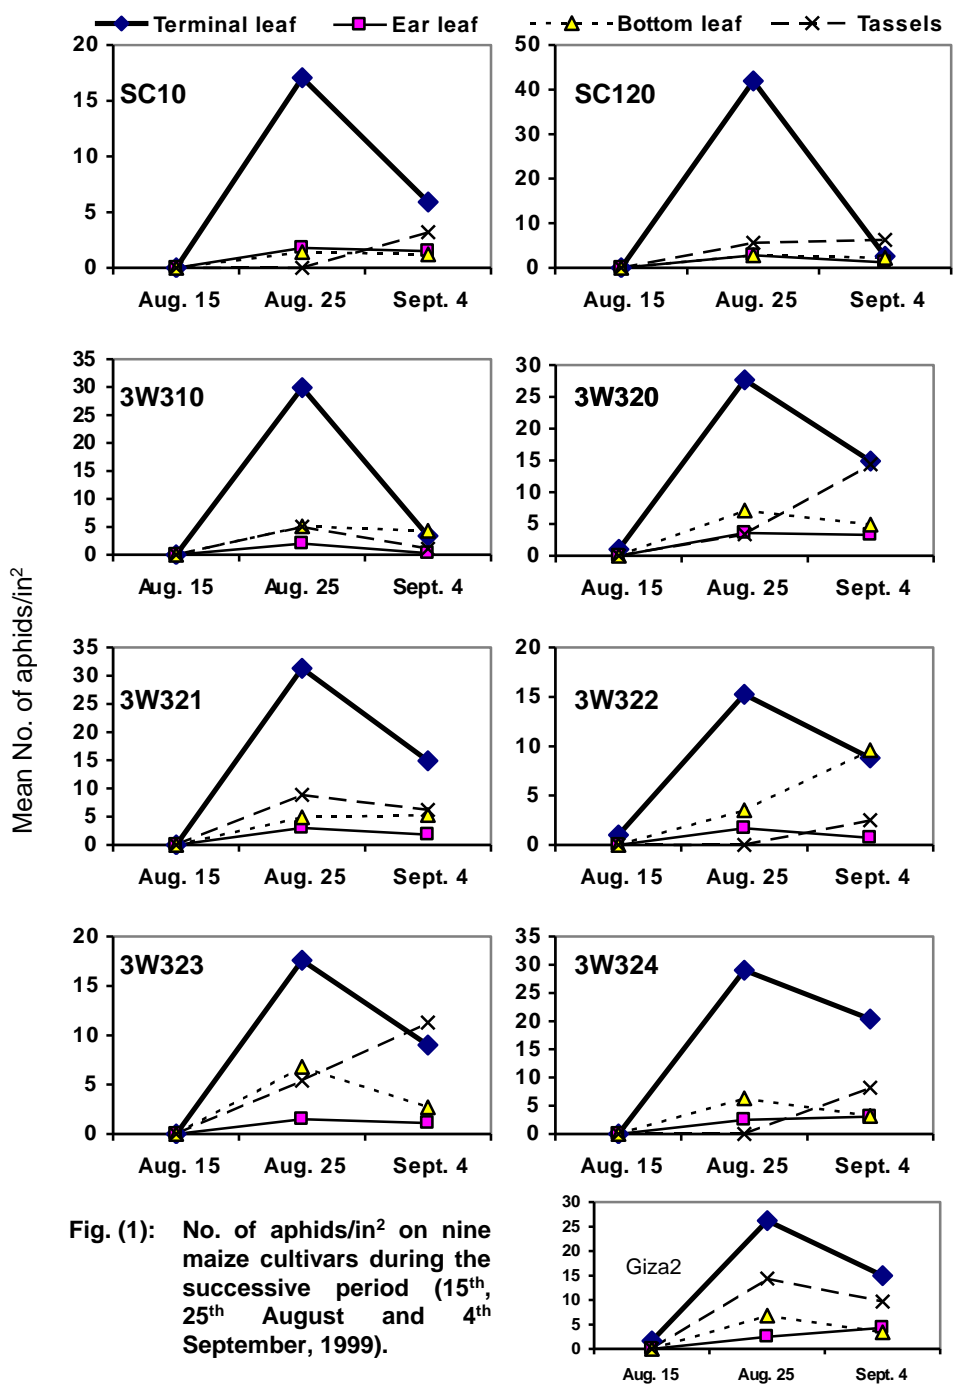 Terminal leaf Ear leaf Bottom leaf Tassels
Mean No. of aphids/in²
SC10
20
15
10
5
0
Aug. 15 Aug. 25 Sept. 4
SC120
50
40
30
20
10
0
Aug. 15 Aug. 25 Sept. 4
3W310
35
30
25
20
15
10
5
0
Aug. 15 Aug. 25 Sept. 4
3W320
30
25
20
15
10
5
0
Aug. 15 Aug. 25 Sept. 4
3W321
35
30
25
20
15
10
5
0
Aug. 15 Aug. 25 Sept. 4
3W322
20
15
10
5
0
Aug. 15 Aug. 25 Sept. 4
3W323
20
15
10
5
0
Aug. 15 Aug. 25 Sept. 4
3W324
35
30
25
20
15
10
5
0
Aug. 15 Aug. 25 Sept. 4
Giza2
30
25
20
15
10
5
0
Aug. 15 Aug. 25 Sept. 4
Fig. (1): No. of aphids/in² on nine
maize cultivars during the
successive period (15th,
25th August and 4th
September, 1999).